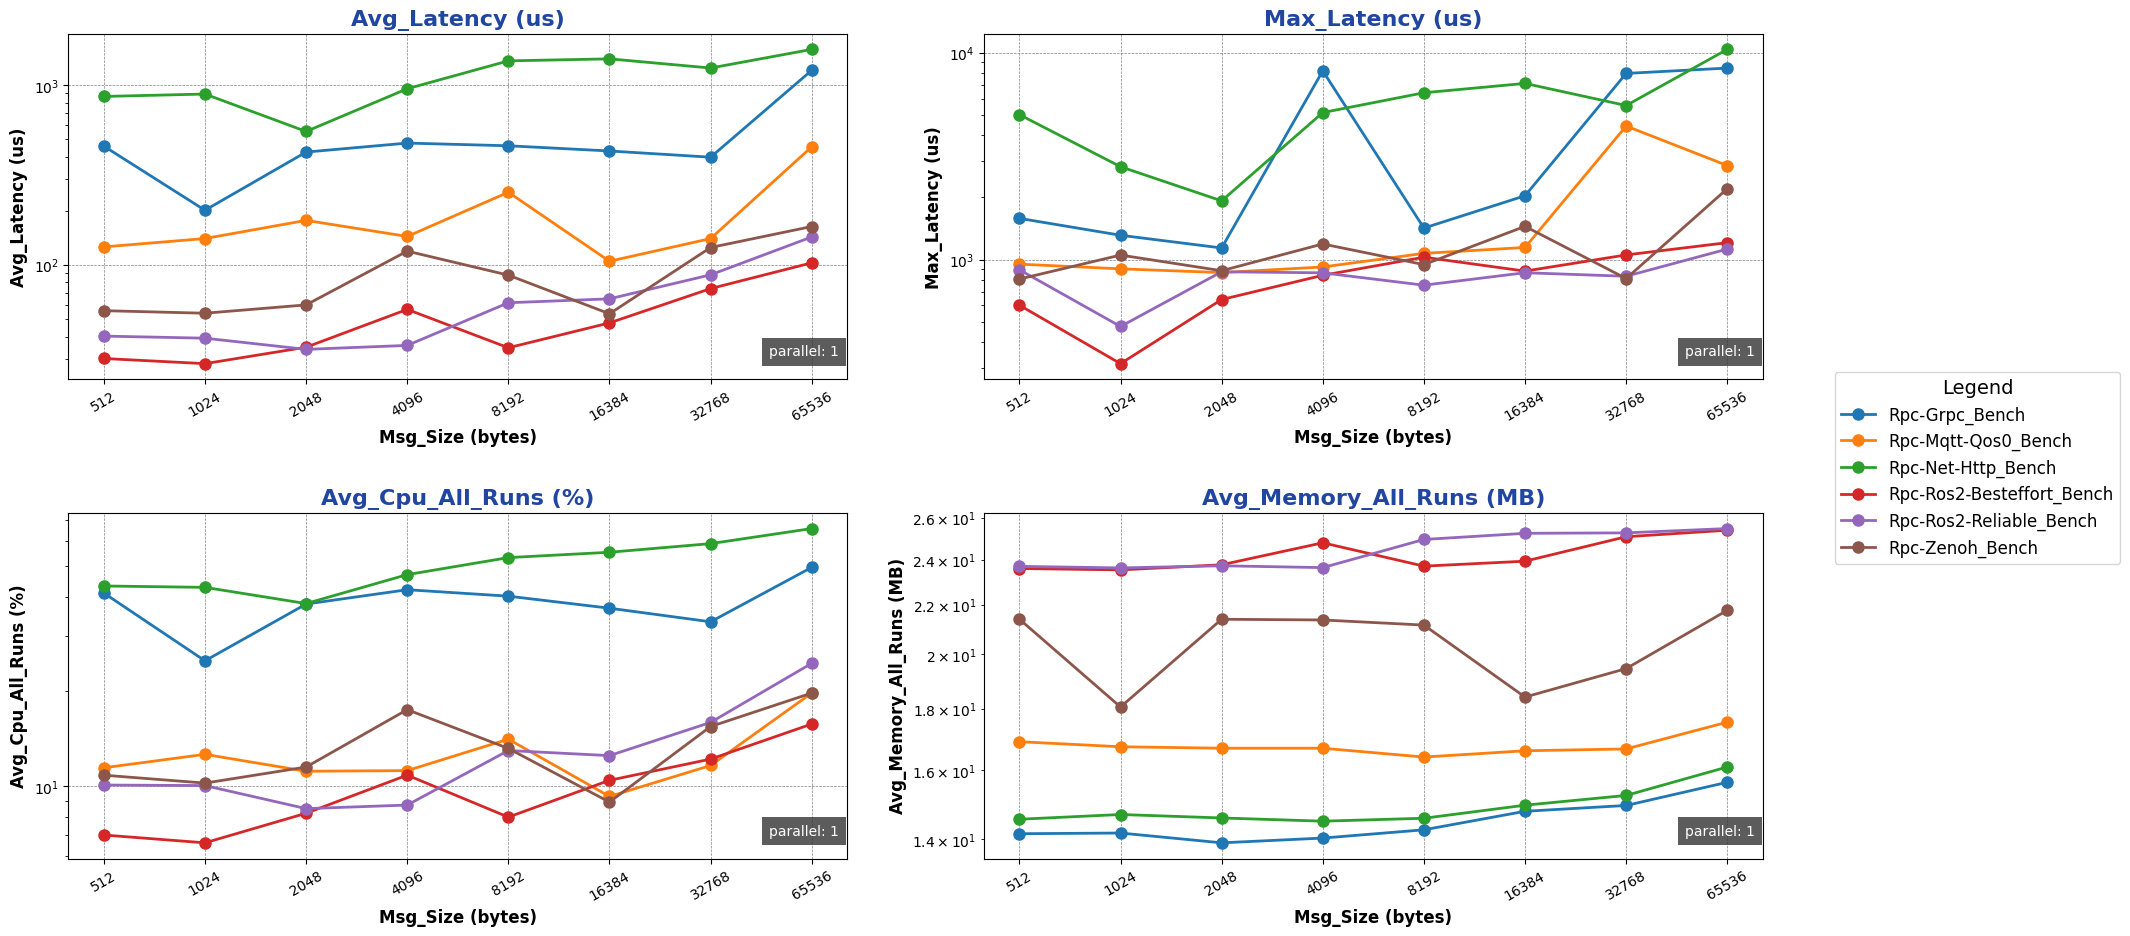 Avg_Latency (us)
Avg_Latency (us)
10³
10²
512 1024 2048 4096 8192 16384 32768 65536
Msg_Size (bytes)
parallel: 1
Max_Latency (us)
Max_Latency (us)
10⁴
10³
512 1024 2048 4096 8192 16384 32768 65536
Msg_Size (bytes)
parallel: 1
Avg_Cpu_All_Runs (%)
Avg_Cpu_All_Runs (%)
10¹
512 1024 2048 4096 8192 16384 32768 65536
Msg_Size (bytes)
parallel: 1
Avg_Memory_All_Runs (MB)
Avg_Memory_All_Runs (MB)
2.6 × 10¹
2.4 × 10¹
2.2 × 10¹
2 × 10¹
1.8 × 10¹
1.6 × 10¹
1.4 × 10¹
512 1024 2048 4096 8192 16384 32768 65536
Msg_Size (bytes)
parallel: 1
Legend
Rpc-Grpc_Bench
Rpc-Mqtt-Qos0_Bench
Rpc-Net-Http_Bench
Rpc-Ros2-Besteffort_Bench
Rpc-Ros2-Reliable_Bench
Rpc-Zenoh_Bench